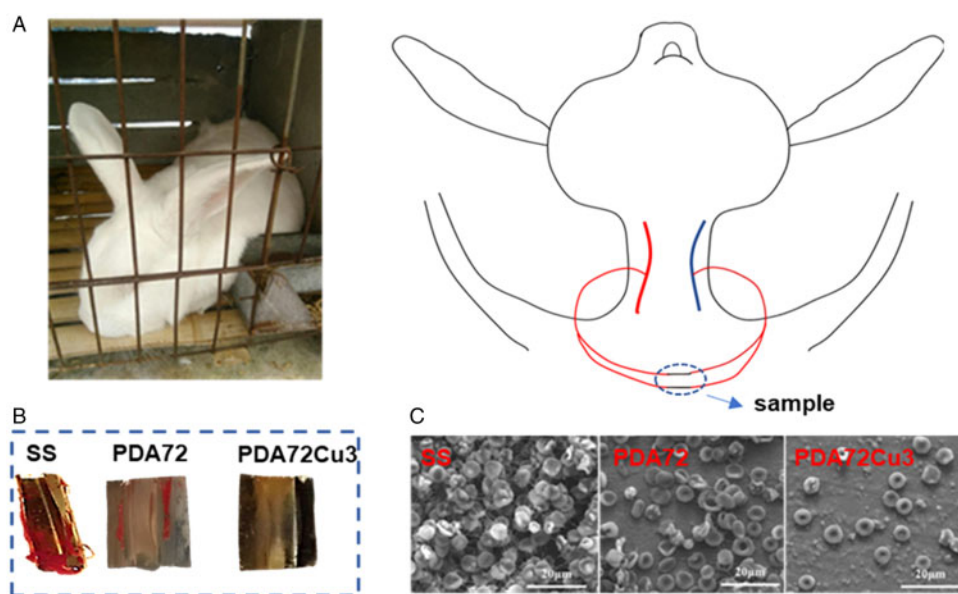 A
sample
B
SS PDA72 PDA72Cu3
C
SS PDA72 PDA72Cu3
20μm 20μm 20μm